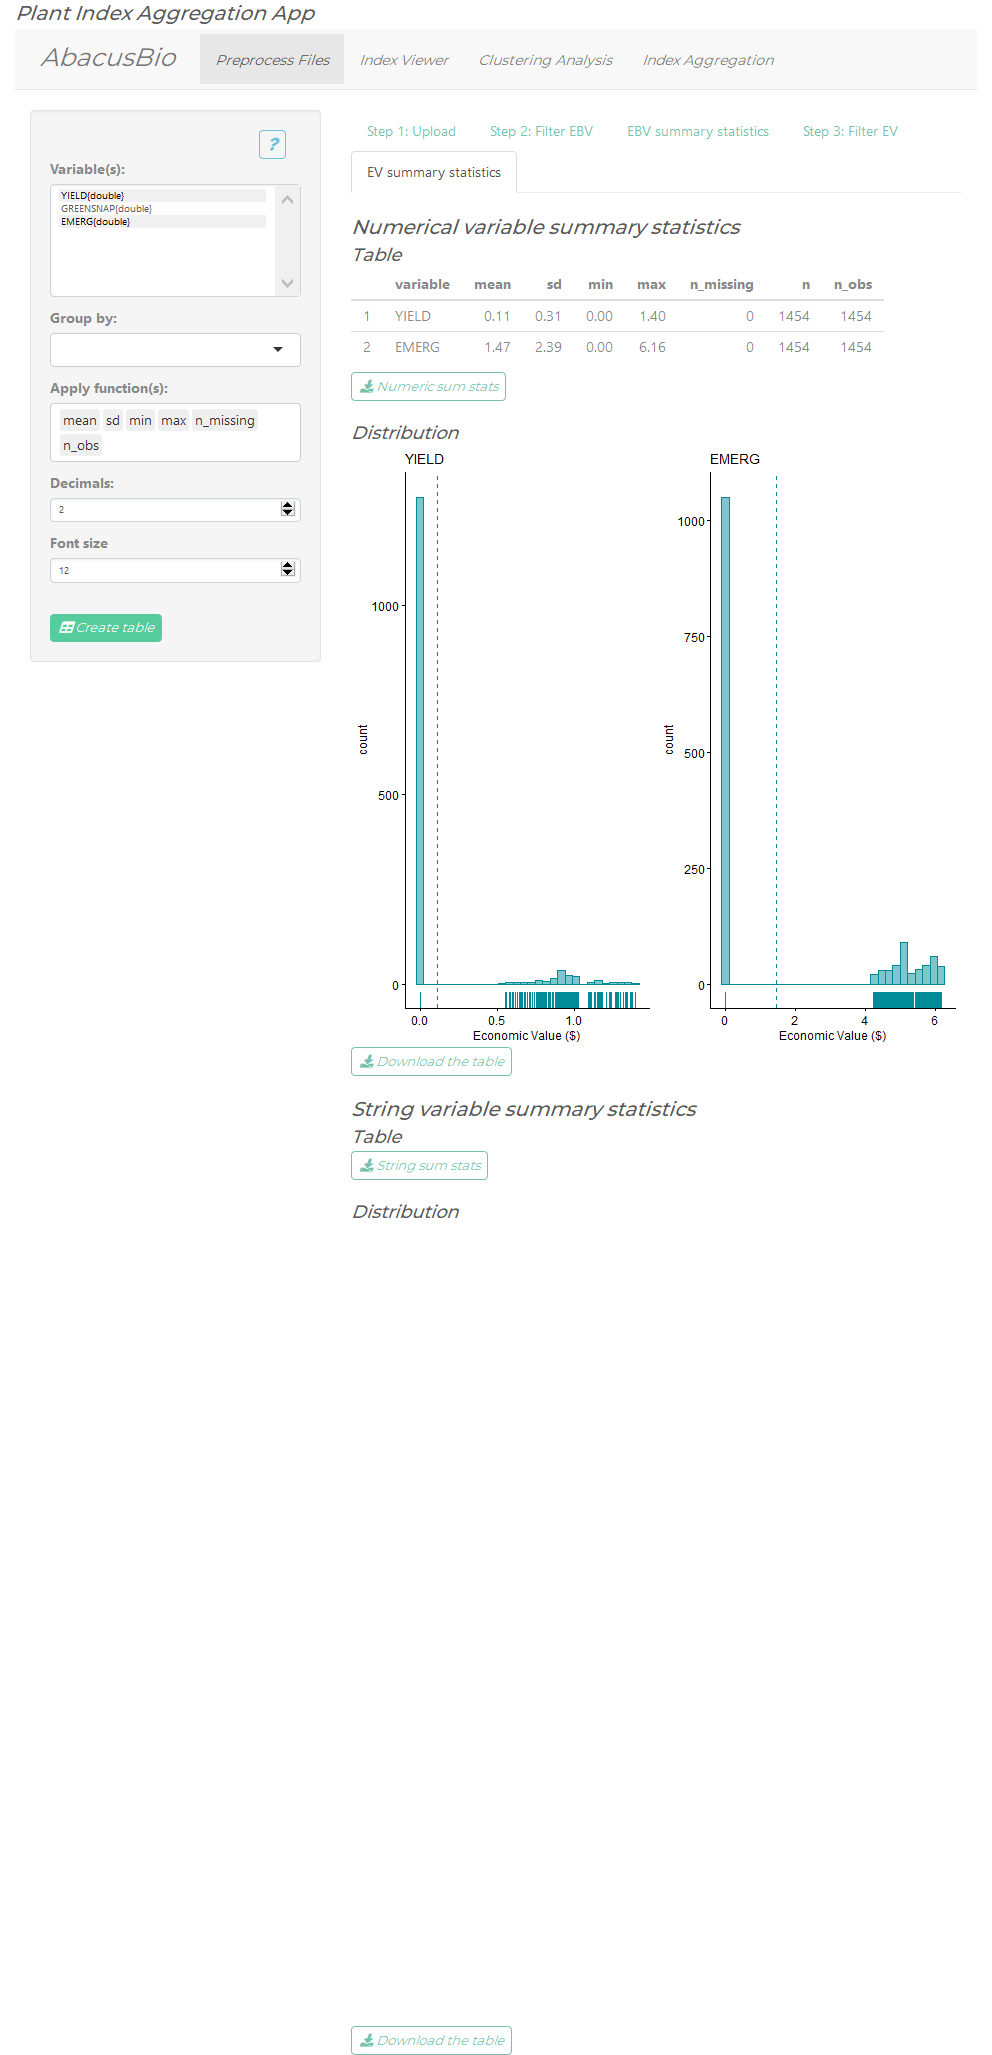 Plant Index Aggregation App
AbacusBio Preprocess Files Index Viewer Clustering Analysis Index Aggregation
?
Variable(s):
YIELD{double}
GREENSNAP{double}
EMERG{double}
Group by:
Apply function(s):
mean sd min max n_missing
n_obs
Decimals:
2
Font size
12
Create table
Step 1: Upload Step 2: Filter EBV EBV summary statistics Step 3: Filter EV
EV summary statistics
Numerical variable summary statistics
Table
variable mean sd min max n_missing n n_obs
1 YIELD 0.11 0.31 0.00 1.40 0 1454 1454
2 EMERG 1.47 2.39 0.00 6.16 0 1454 1454
Numeric sum stats
Distribution
YIELD
count
1000
500
0
0.0 0.5 1.0
Economic Value ($)
EMERG
count
1000
750
500
250
0
0 2 4 6
Economic Value ($)
Download the table
String variable summary statistics
Table
String sum stats
Distribution
Download the table